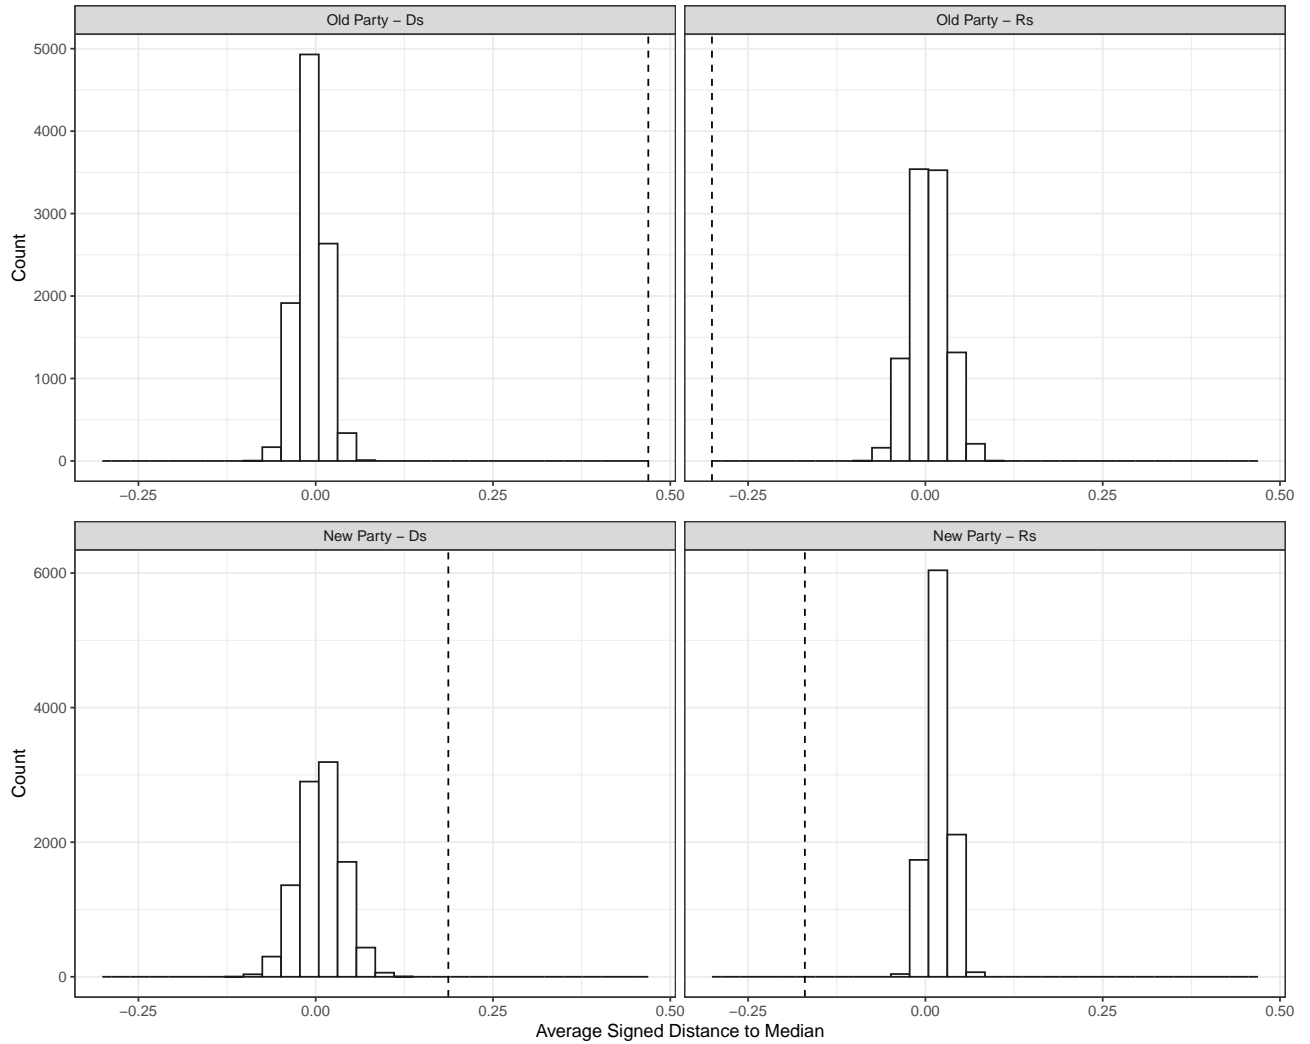 Old Party – Ds
Old Party – Rs
5000
4000
3000
2000
1000
0
Count
−0.25 0.00 0.25 0.50
−0.25 0.00 0.25 0.50
New Party – Ds
New Party – Rs
6000
4000
2000
0
Count
−0.25 0.00 0.25 0.50
−0.25 0.00 0.25 0.50
Average Signed Distance to Median